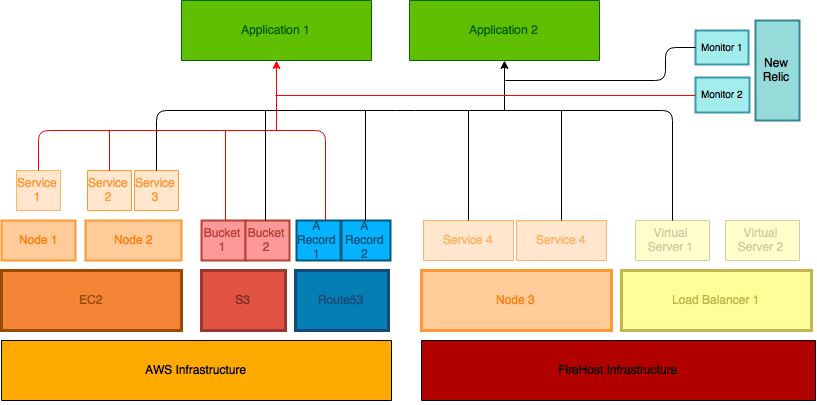 Application 1
Application 2
Monitor 1
Monitor 2
New
Relic
Service
1
Service
2
Service
3
Node 1
Node 2
Bucket
1
Bucket
2
A
Record
1
A
Record
2
Service 4
Service 4
Virtual
Server 1
Virtual
Server 2
EC2
S3
Route53
Node 3
Load Balancer 1
AWS Infrastructure
FireHost Infrastructure